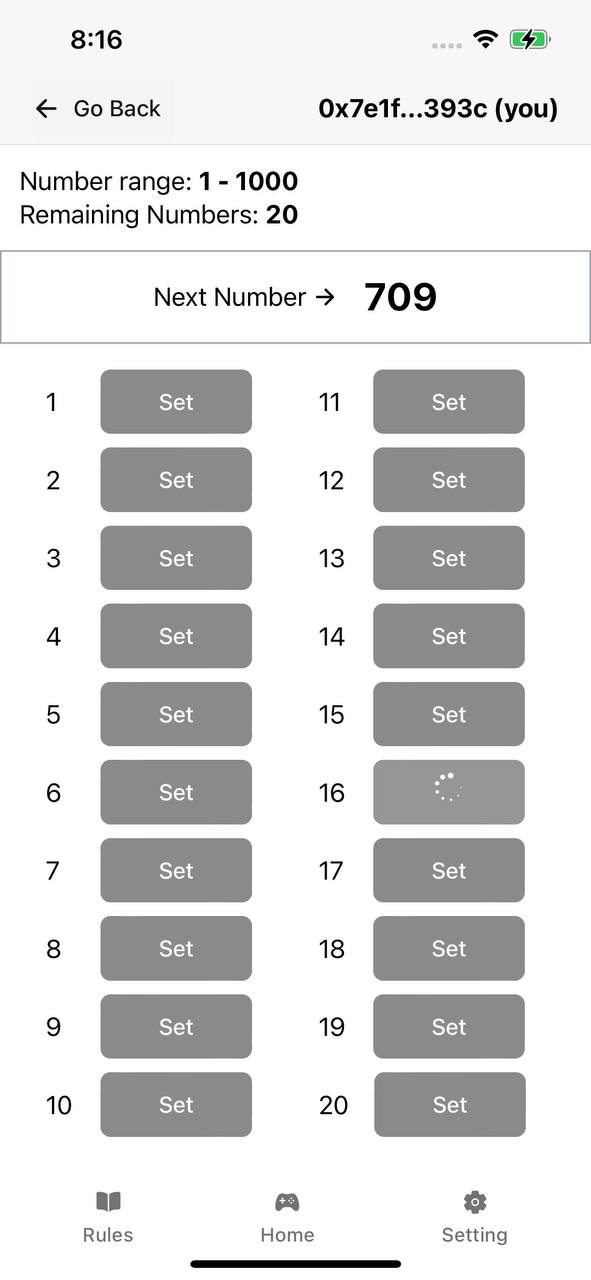 8:16
Go Back
0x7e1f...393c (you)
Number range: 1 - 1000
Remaining Numbers: 20
Next Number → 709
1 Set 11 Set
2 Set 12 Set
3 Set 13 Set
4 Set 14 Set
5 Set 15 Set
6 Set 16
7 Set 17 Set
8 Set 18 Set
9 Set 19 Set
10 Set 20 Set
Rules Home Setting